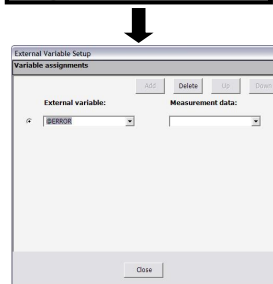 External Variable Setup
Variable assignments
Add Delete Up Down
External variable: Measurement data:
@ERROR
Close